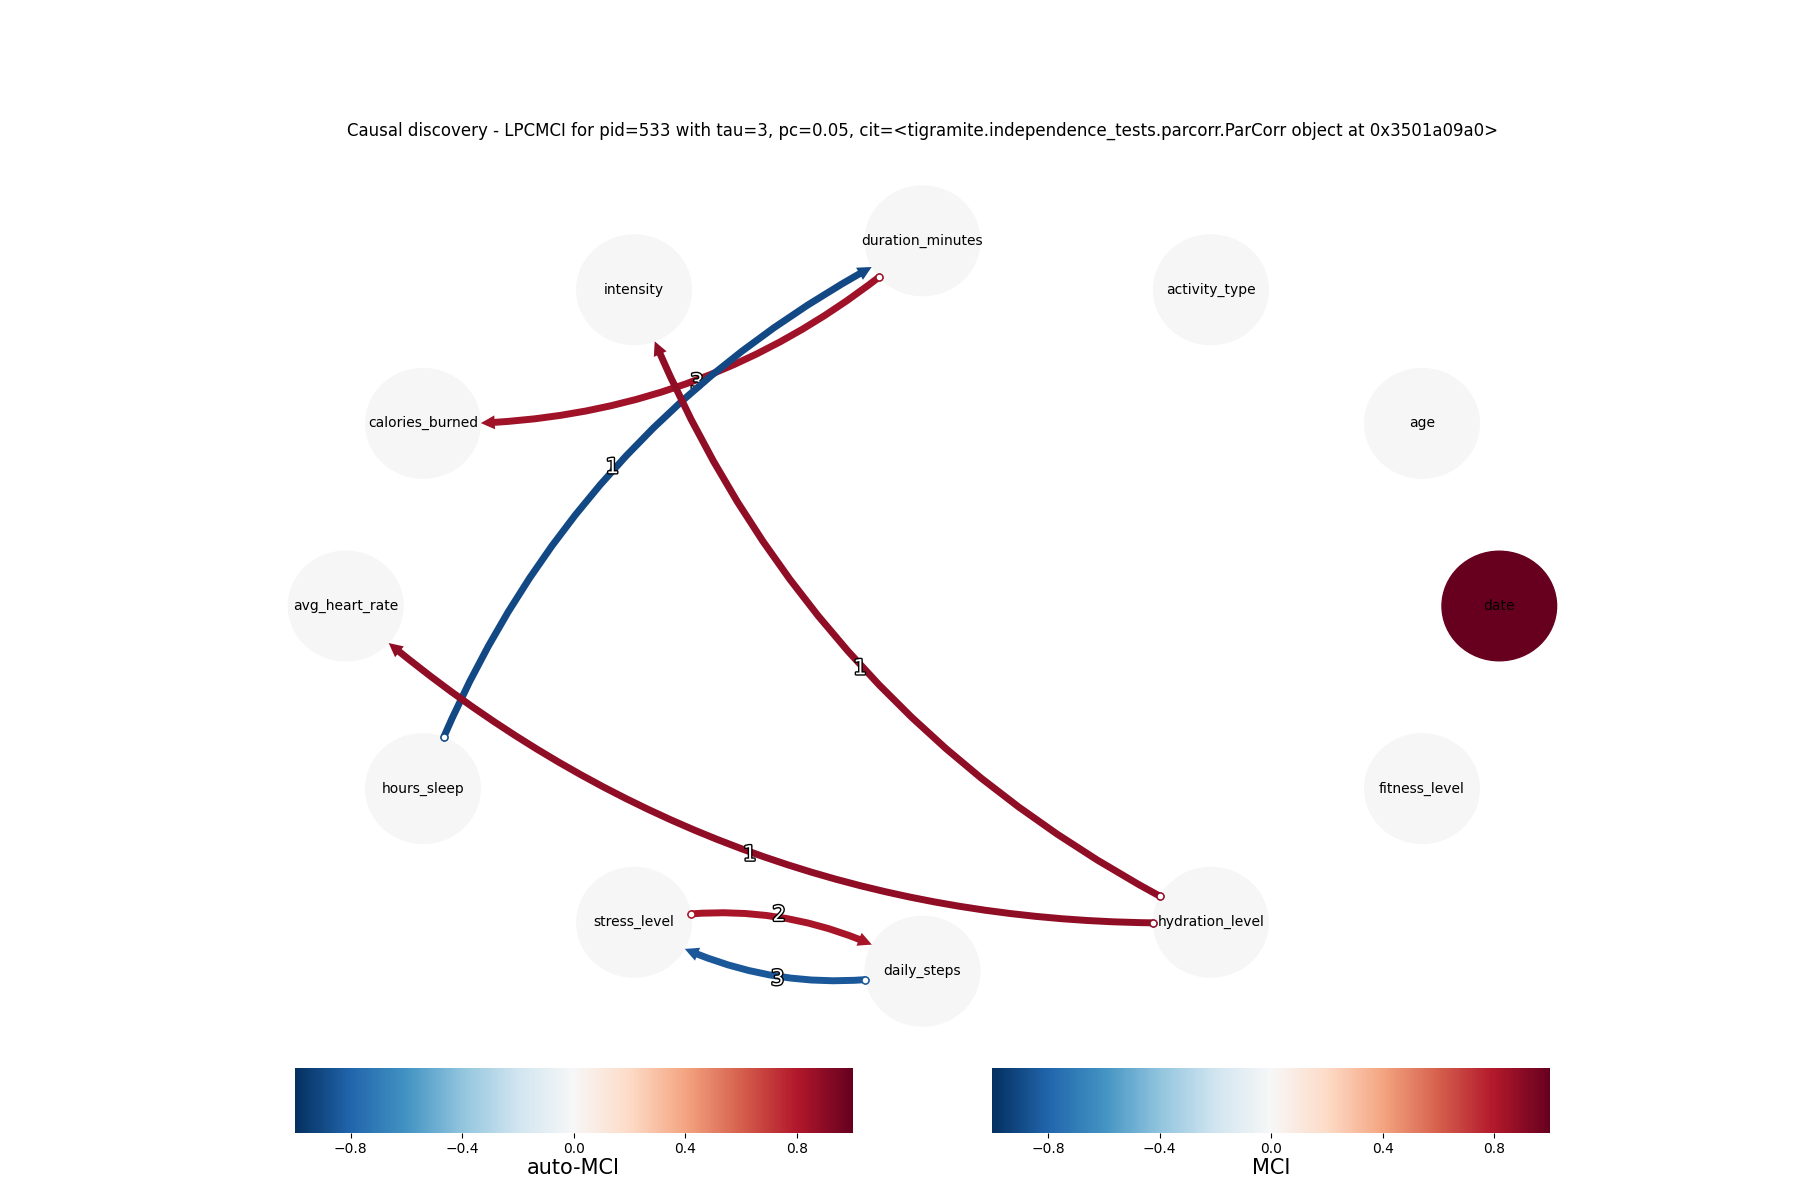 Causal discovery - LPCMCI for pid=533 with tau=3, pc=0.05, cit=<tigramite.independence_tests.parcorr.ParCorr object at 0x3501a09a0>
duration_minutes
intensity
activity_type
3
calories_burned
age
1
avg_heart_rate
date
1
hours_sleep
fitness_level
1
2
stress_level
hydration_level
daily_steps
3
−0.8 −0.4 0.0 0.4 0.8
auto-MCI
−0.8 −0.4 0.0 0.4 0.8
MCI